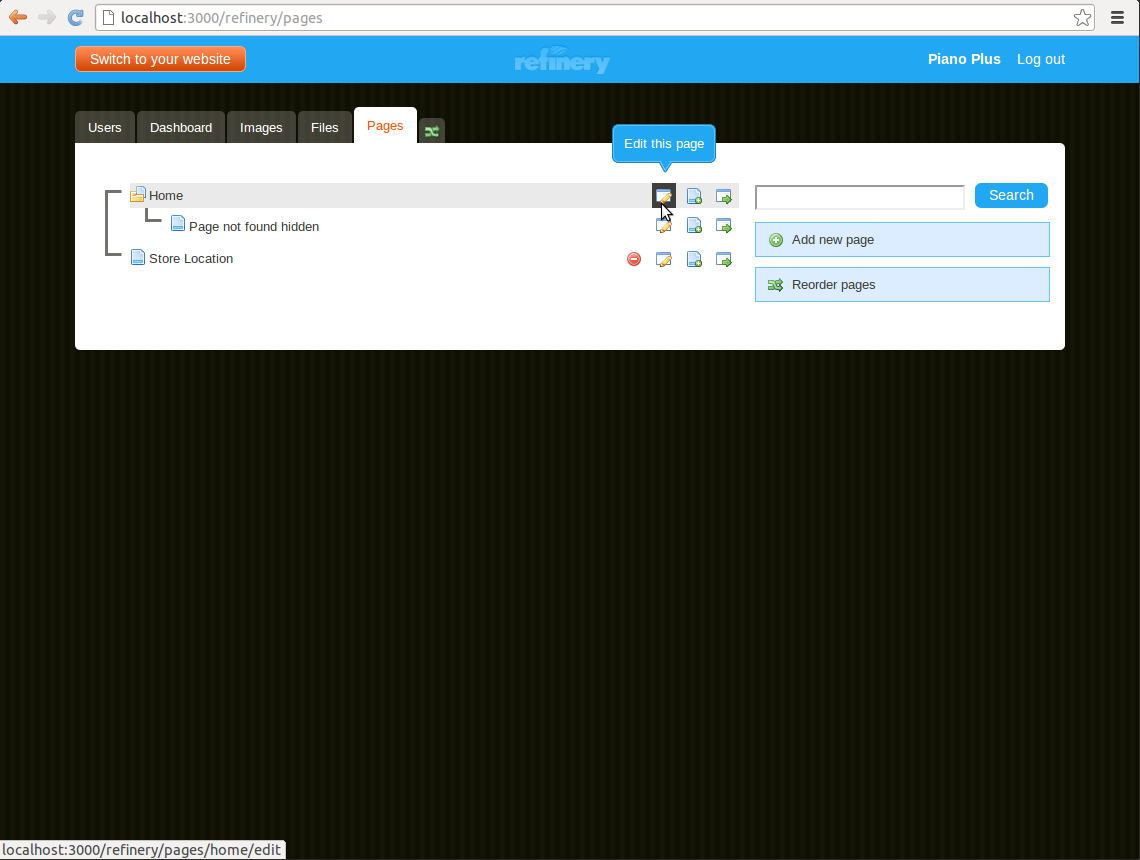 localhost:3000/refinery/pages
Switch to your website
refinery
Piano Plus
Log out
Users
Dashboard
Images
Files
Pages
Edit this page
Home
Search
Page not found hidden
Add new page
Store Location
Reorder pages
localhost:3000/refinery/pages/home/edit